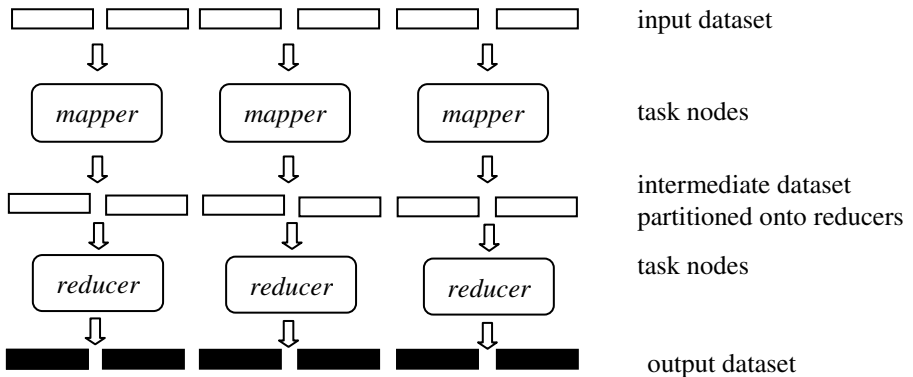 input dataset
mapper mapper mapper
task nodes
intermediate dataset
partitioned onto reducers
reducer reducer reducer
task nodes
output dataset